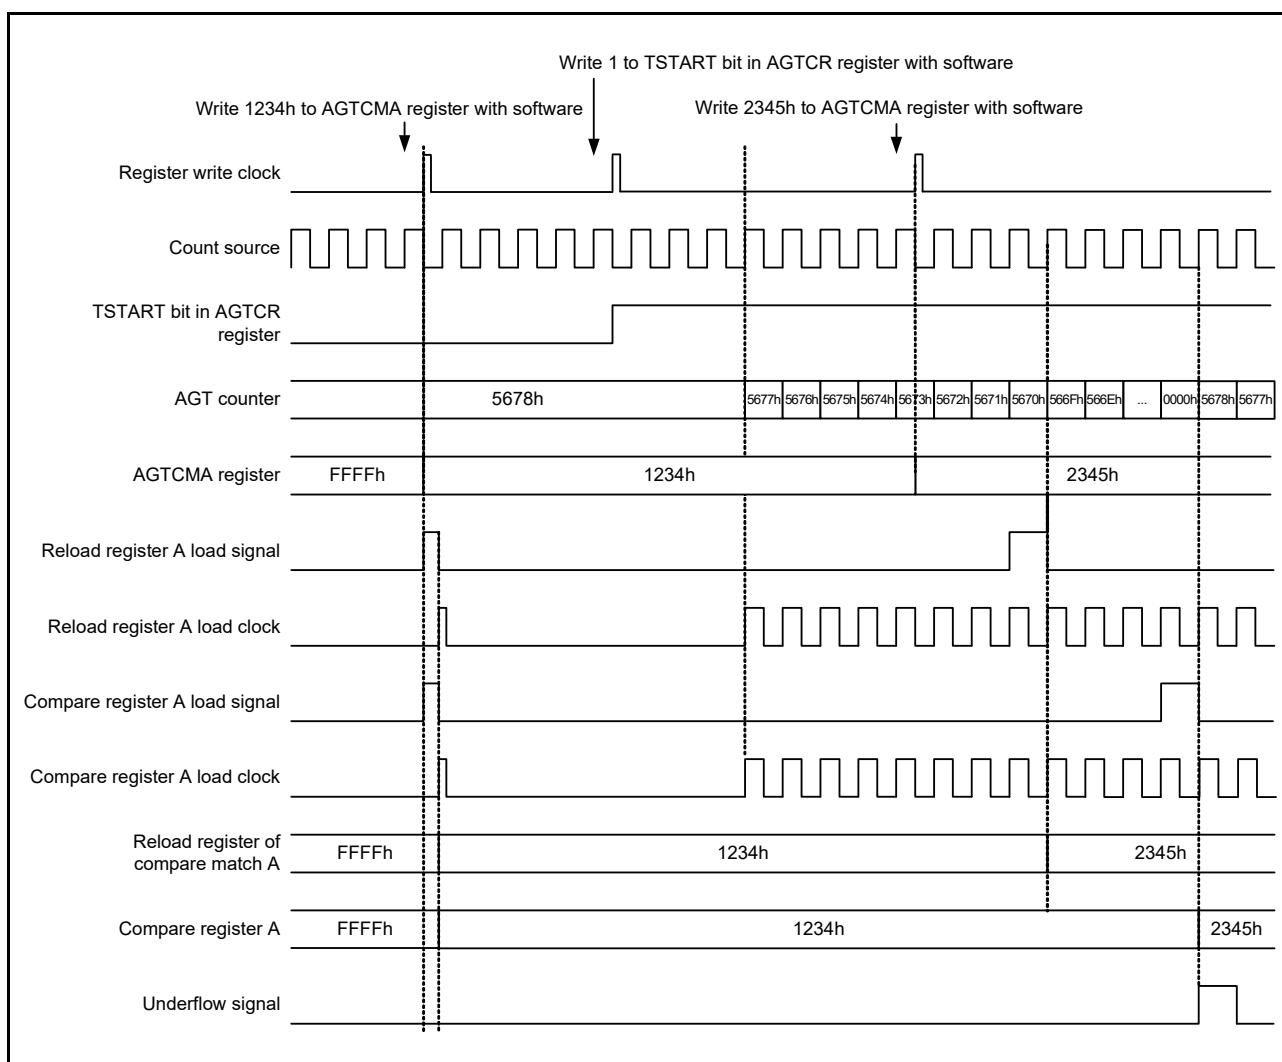 Write 1 to TSTART bit in AGTCR register with software
Write 1234h to AGTCMA register with software
Write 2345h to AGTCMA register with software
Register write clock
Count source
TSTART bit in AGTCR
register
AGT counter
5678h
5677h 5676h 5675h 5674h 5673h 5672h 5671h 5670h 566Fh 566Eh ... 0000h 5678h 5677h
AGTCMA register
FFFFh
1234h
2345h
Reload register A load signal
Reload register A load clock
Compare register A load signal
Compare register A load clock
Reload register of
compare match A
FFFFh
1234h
2345h
Compare register A
FFFFh
1234h
2345h
Underflow signal